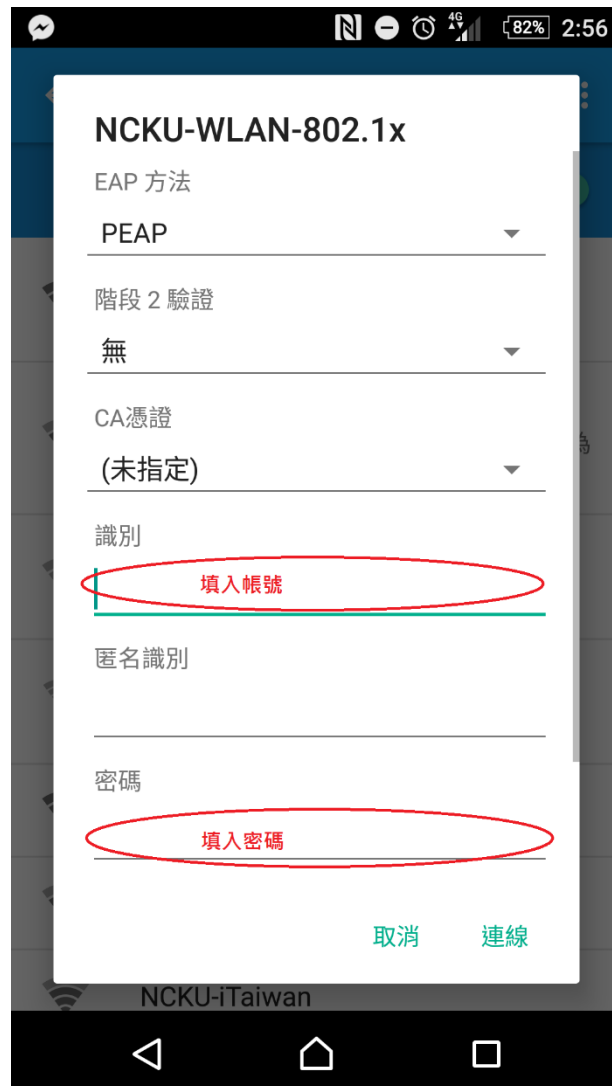 4G
82% 2:56
NCKU-WLAN-802.1x
EAP 方法
PEAP
階段 2 驗證
無
CA憑證
為
(未指定)
識別
填入帳號
匿名識別
密碼
填入密碼
取消 連線
NCKU-iTaiwan